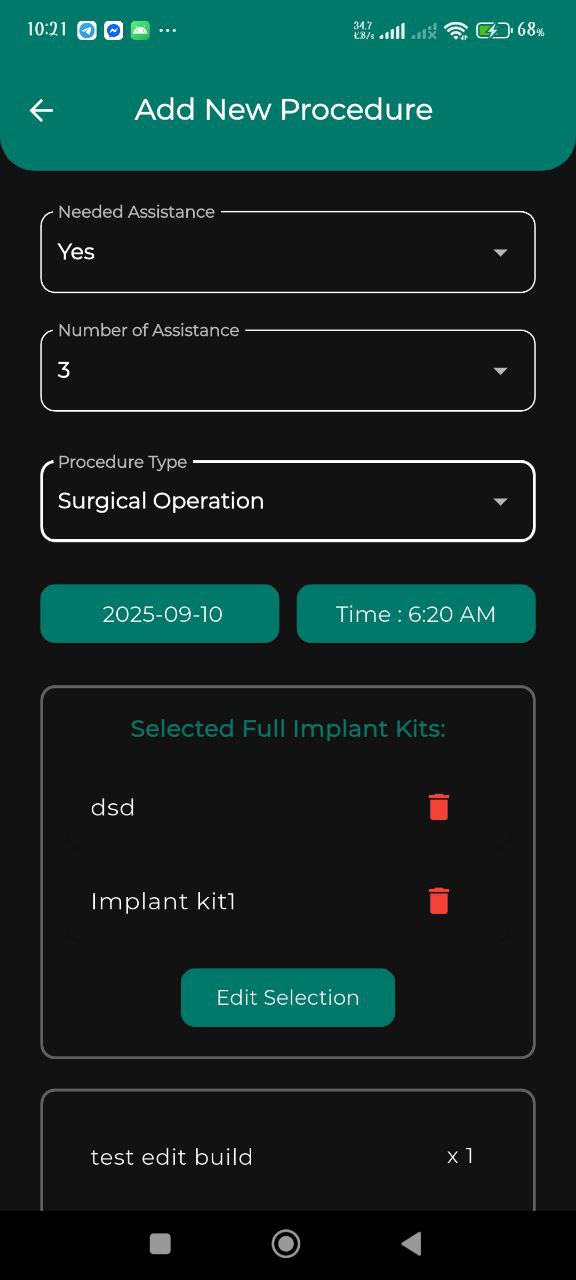 10:21 ... 34.7 KB/s 68%
Add New Procedure
Needed Assistance
Yes
Number of Assistance
3
Procedure Type
Surgical Operation
2025-09-10 Time : 6:20 AM
Selected Full Implant Kits:
dsd
Implant kit1
Edit Selection
test edit build x 1